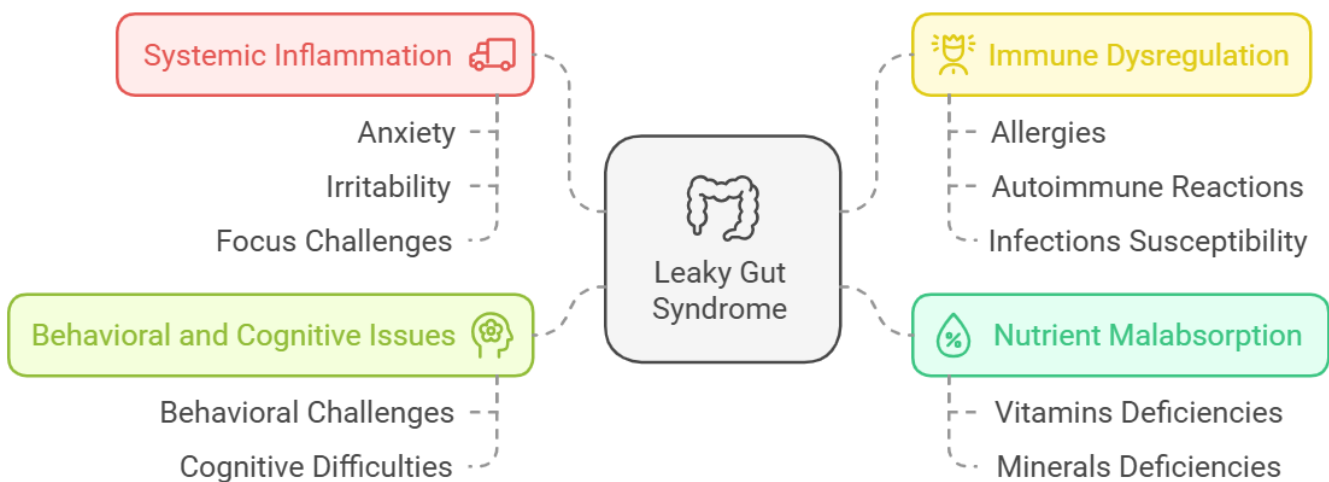 Systemic Inflammation
Anxiety
Irritability
Focus Challenges
Behavioral and Cognitive Issues
Behavioral Challenges
Cognitive Difficulties
Leaky Gut
Syndrome
Immune Dysregulation
Allergies
Autoimmune Reactions
Infections Susceptibility
Nutrient Malabsorption
%
Vitamins Deficiencies
Minerals Deficiencies